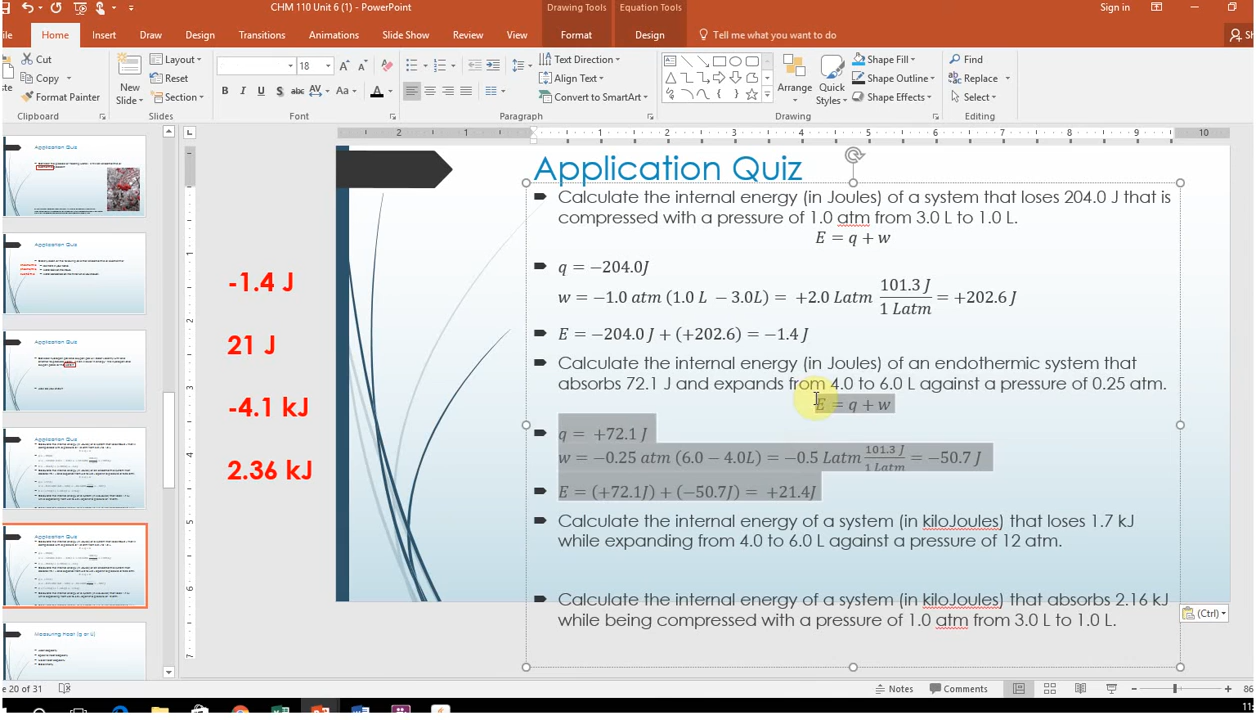 CHM 110 Unit 6 (1) - PowerPoint
Drawing Tools
Equation Tools
Sign in
Home
Insert
Draw
Design
Transitions
Animations
Slide Show
Review
View
Format
Design
Tell me what you want to do
Cut
Copy
Format Painter
Clipboard
New
Slide
Layout
Reset
Section
Slides
18
Font
Text Direction
Align Text
Convert to SmartArt
Paragraph
Arrange
Quick
Styles
Shape Fill
Shape Outline
Shape Effects
Drawing
Find
Replace
Select
Editing
Application Quiz
Calculate the internal energy (in Joules) of a system that loses 204.0 J that is
compressed with a pressure of 1.0 atm from 3.0 L to 1.0 L.
E = q + w
q = −204.0J
w = −1.0 atm (1.0 L − 3.0L) = +2.0 Latm 101.3 J / 1 Latm = +202.6 J
E = −204.0 J + (+202.6) = −1.4 J
Calculate the internal energy (in Joules) of an endothermic system that
absorbs 72.1 J and expands from 4.0 to 6.0 L against a pressure of 0.25 atm.
E = q + w
q = +72.1 J
w = −0.25 atm (6.0 − 4.0L) = −0.5 Latm 101.3 J / 1 Latm = −50.7 J
E = (+72.1J) + (−50.7J) = +21.4J
Calculate the internal energy of a system (in kiloJoules) that loses 1.7 kJ
while expanding from 4.0 to 6.0 L against a pressure of 12 atm.
Calculate the internal energy of a system (in kiloJoules) that absorbs 2.16 kJ
while being compressed with a pressure of 1.0 atm from 3.0 L to 1.0 L.
-1.4 J
21 J
-4.1 kJ
2.36 kJ
(Ctrl)
Application Quiz
Application Quiz
Application Quiz
Application Quiz
Application Quiz
Measuring Heat (q or U)
20 of 31
Notes
Comments
86